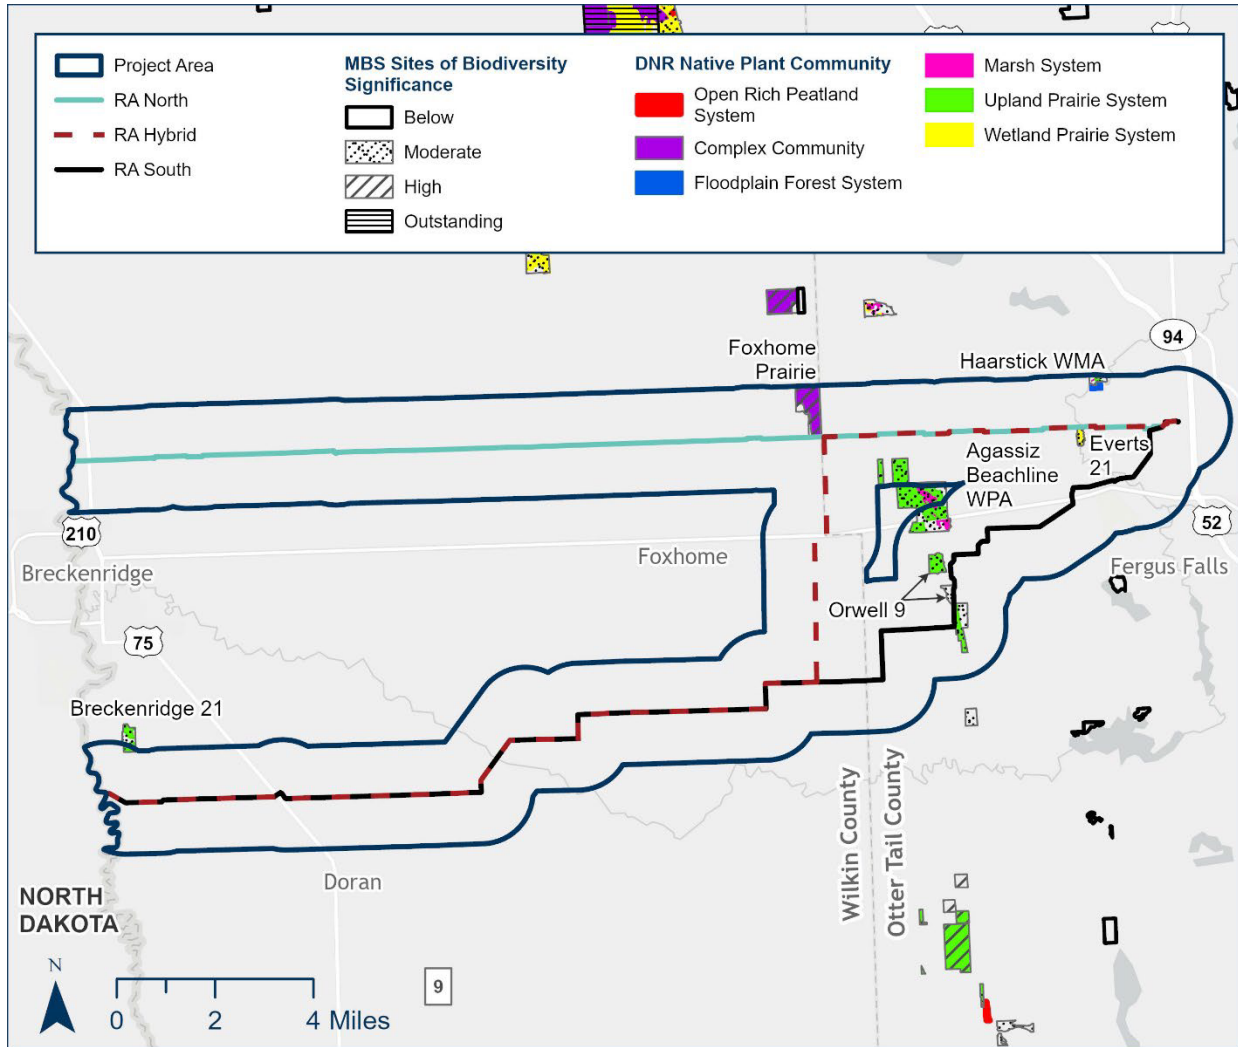 Project Area
RA North
RA Hybrid
RA South
MBS Sites of Biodiversity
Significance
Below
Moderate
High
Outstanding
DNR Native Plant Community
Open Rich Peatland
System
Complex Community
Floodplain Forest System
Marsh System
Upland Prairie System
Wetland Prairie System
94
Foxhome
Prairie
Haarstick WMA
Everts
21
Agassiz
Beachline
WPA
210
52
Breckenridge
Foxhome
Fergus Falls
Orwell 9
75
Breckenridge 21
Wilkin County
Otter Tail County
Doran
NORTH
DAKOTA
N
9
0 2 4 Miles